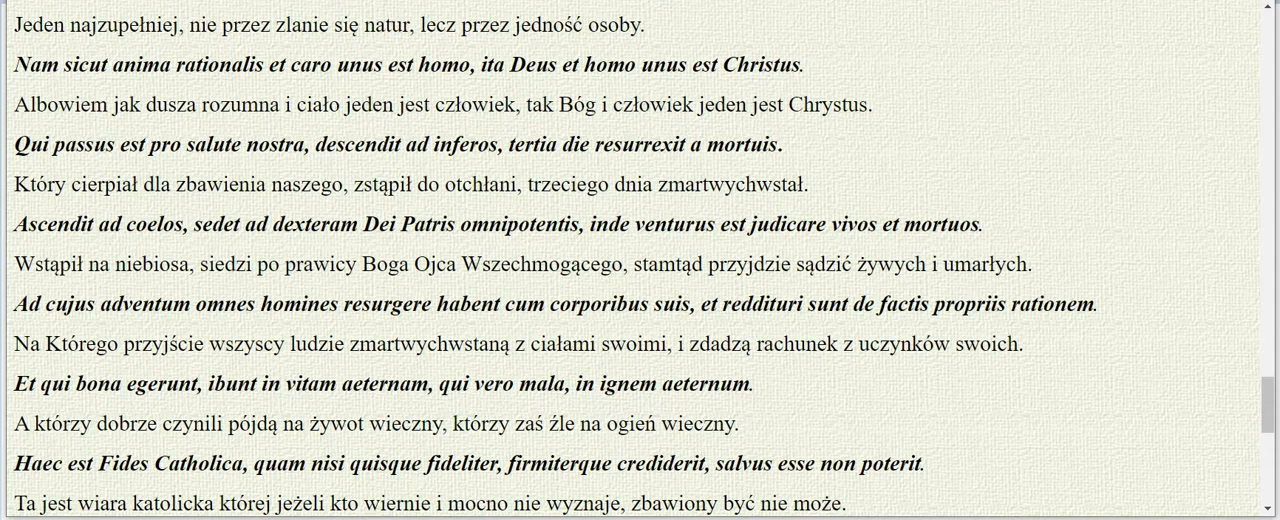 Jeden najzupełniej, nie przez zlanie się natur, lecz przez jedność osoby.
Nam sicut anima rationalis et caro unus est homo, ita Deus et homo unus est Christus.
Albowiem jak dusza rozumna i ciało jeden jest człowiek, tak Bóg i człowiek jeden jest Chrystus.
Qui passus est pro salute nostra, descendit ad inferos, tertia die resurrexit a mortuis.
Który cierpiał dla zbawienia naszego, zstąpił do otchłani, trzeciego dnia zmartwychwstał.
Ascendit ad coelos, sedet ad dexteram Dei Patris omnipotentis, inde venturus est judicare vivos et mortuos.
Wstąpił na niebiosa, siedzi po prawicy Boga Ojca Wszechmogącego, stamtąd przyjdzie sądzić żywych i umarłych.
Ad cujus adventum omnes homines resurgere habent cum corporibus suis, et reddituri sunt de factis propriis rationem.
Na Którego przyjście wszyscy ludzie zmartwychwstaną z ciałami swoimi, i zdadzą rachunek z uczynków swoich.
Et qui bona egerunt, ibunt in vitam aeternam, qui vero mala, in ignem aeternum.
A którzy dobrze czynili pójdą na żywot wieczny, którzy zaś źle na ogień wieczny.
Haec est Fides Catholica, quam nisi quisque fideliter, firmiterque crediderit, salvus esse non poterit.
Ta jest wiara katolicka której jeżeli kto wiernie i mocno nie wyznaje, zbawiony być nie może.